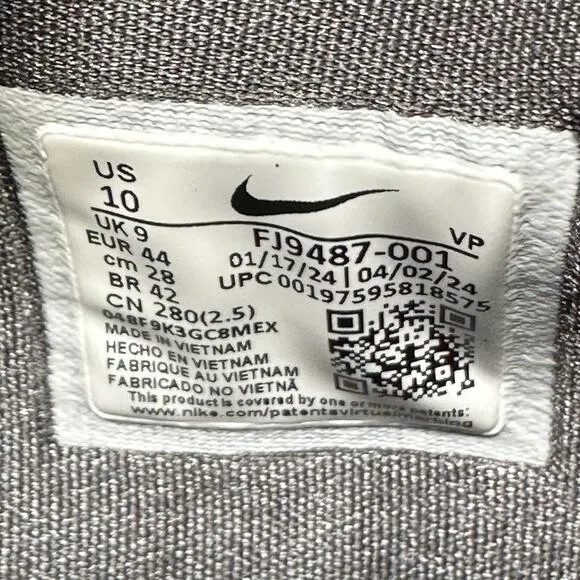 US
10
UK 9
EUR 44
cm 28
BR 42
CN 280(2.5)
FJ9487-001
VP
01/17/24 | 04/02/24
UPC 00197595818575
04BF9K3GC8MEX
MADE IN VIETNAM
HECHO EN VIETNAM
FABRIQUE AU VIETNAM
FABRICADO NO VIETNÃ
This product is covered by one or more patents:
www.nike.com/patentsvirtualmarking